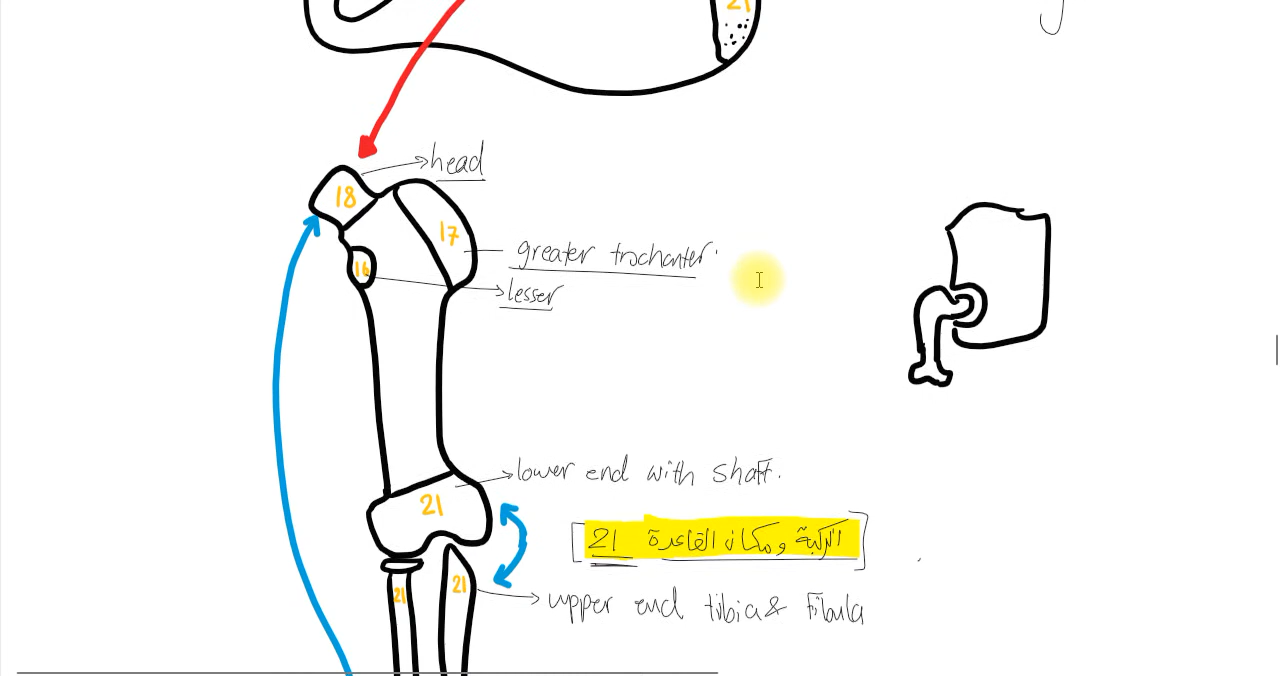 21
head
18
17
greater trochanter
16
lesser
lower end with shaft.
21
الركبة ومكان القاعدة 21
21
21
upper end tibia & Fibula